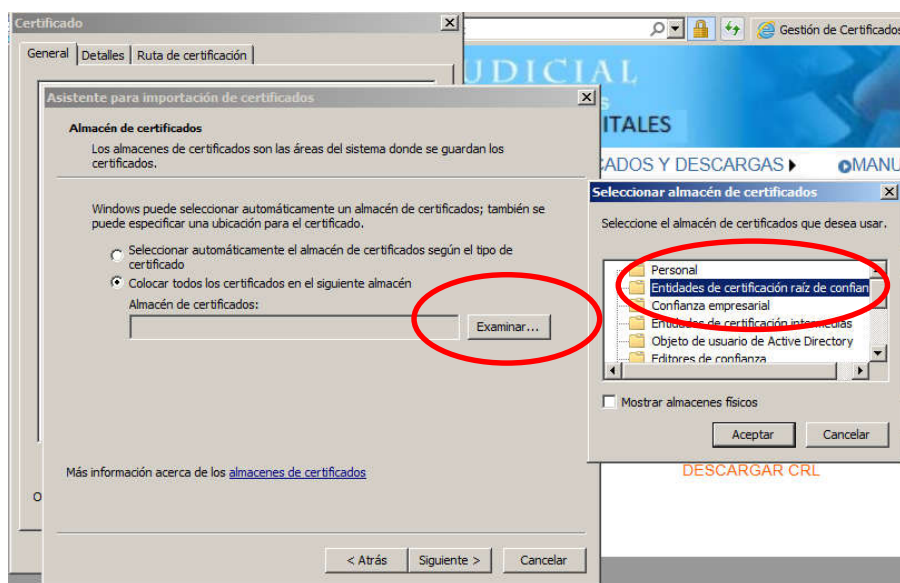 Certificado
General
Detalles
Ruta de certificación
Gestión de Certificados
UDICIAL
ITALES
ADOS Y DESCARGAS
MANU
DESCARGAR CRL
Asistente para importación de certificados
Almacén de certificados
Los almacenes de certificados son las áreas del sistema donde se guardan los
certificados.
Windows puede seleccionar automáticamente un almacén de certificados; también se
puede especificar una ubicación para el certificado.
Seleccionar automáticamente el almacén de certificados según el tipo de
certificado
Colocar todos los certificados en el siguiente almacén
Almacén de certificados:
Examinar...
Más información acerca de los almacenes de certificados
< Atrás
Siguiente >
Cancelar
Seleccionar almacén de certificados
Seleccione el almacén de certificados que desea usar.
Personal
Entidades de certificación raíz de confian
Confianza empresarial
Entidades de certificación intermedias
Objeto de usuario de Active Directory
Editores de confianza
Mostrar almacenes físicos
Aceptar
Cancelar